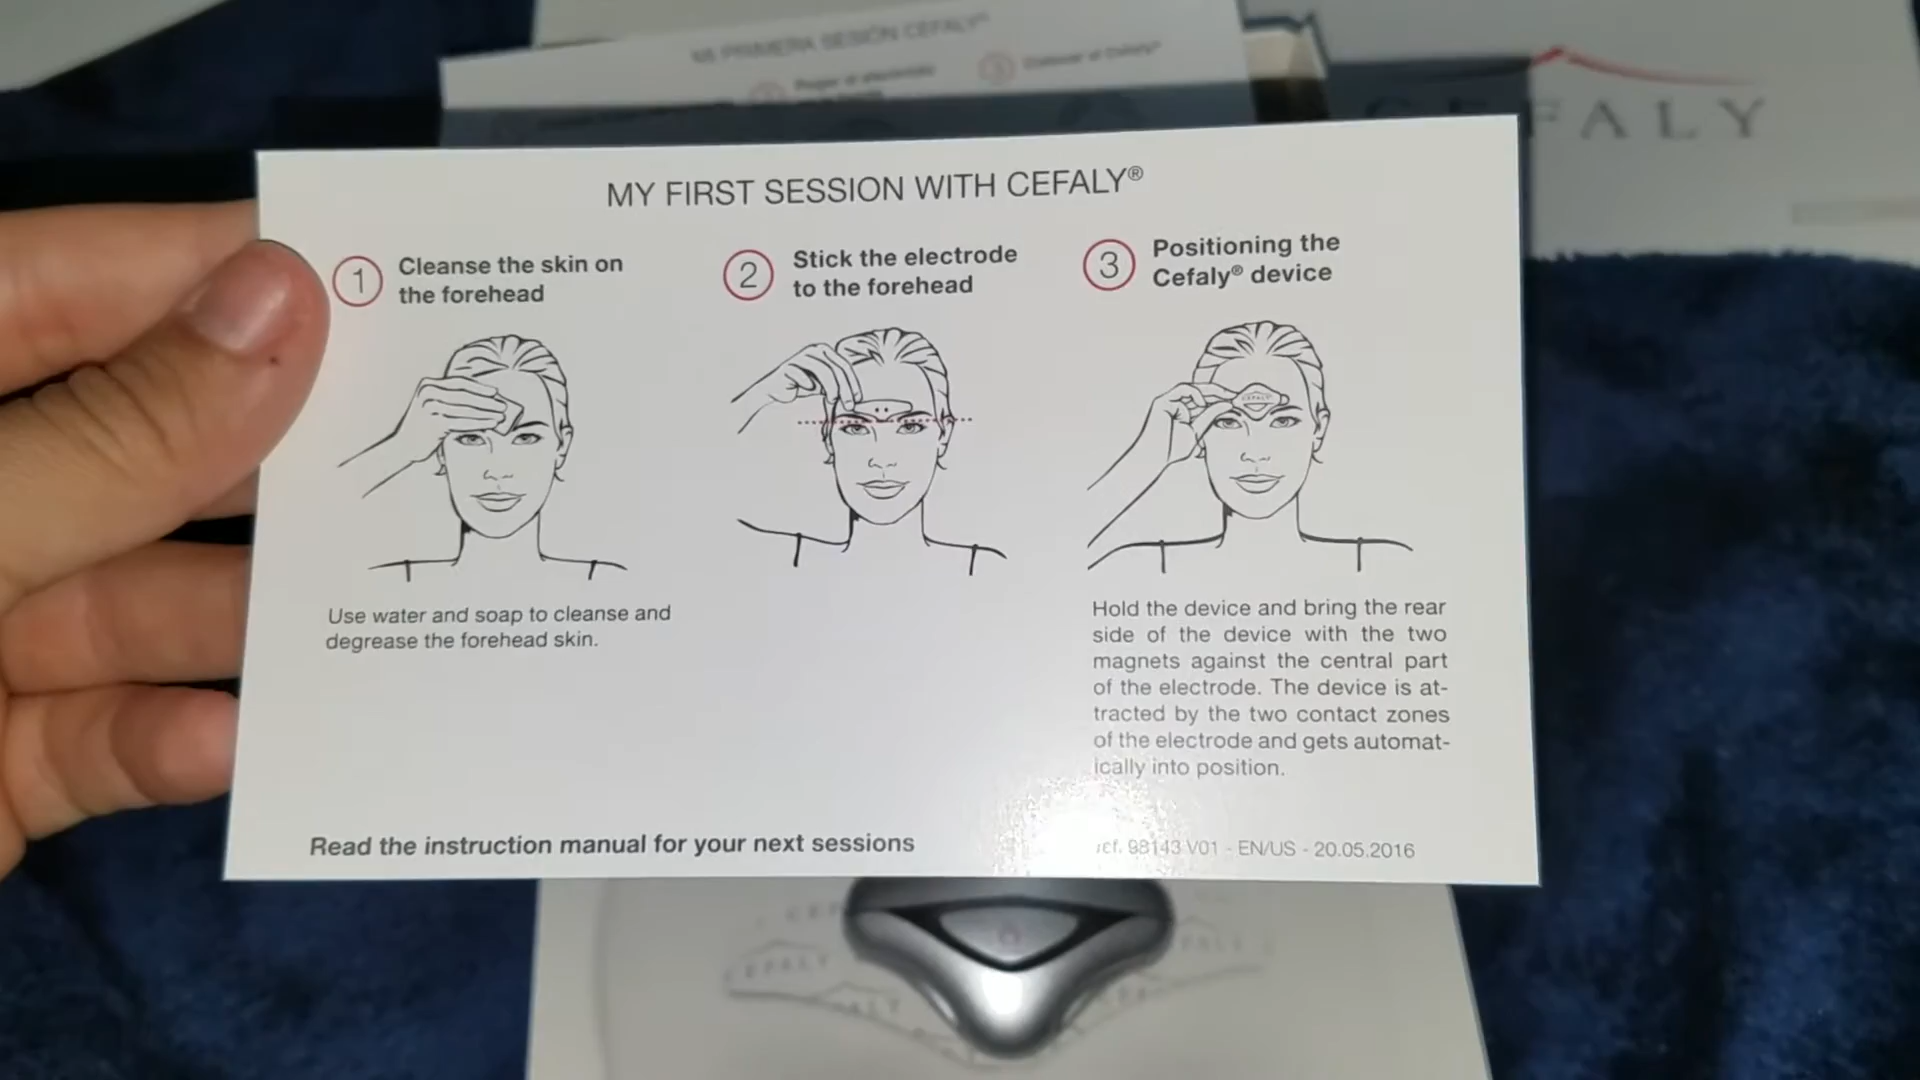 MI PRIMERA SESIÓN CEFALY®
CEFALY
MY FIRST SESSION WITH CEFALY®
1 Cleanse the skin on
the forehead
2 Stick the electrode
to the forehead
3 Positioning the
Cefaly® device
CEFALY
Use water and soap to cleanse and
degrease the forehead skin.
Hold the device and bring the rear
side of the device with the two
magnets against the central part
of the electrode. The device is at-
tracted by the two contact zones
of the electrode and gets automat-
ically into position.
Read the instruction manual for your next sessions
ref. 98143 V01 - EN/US - 20.05.2016
CEFALY